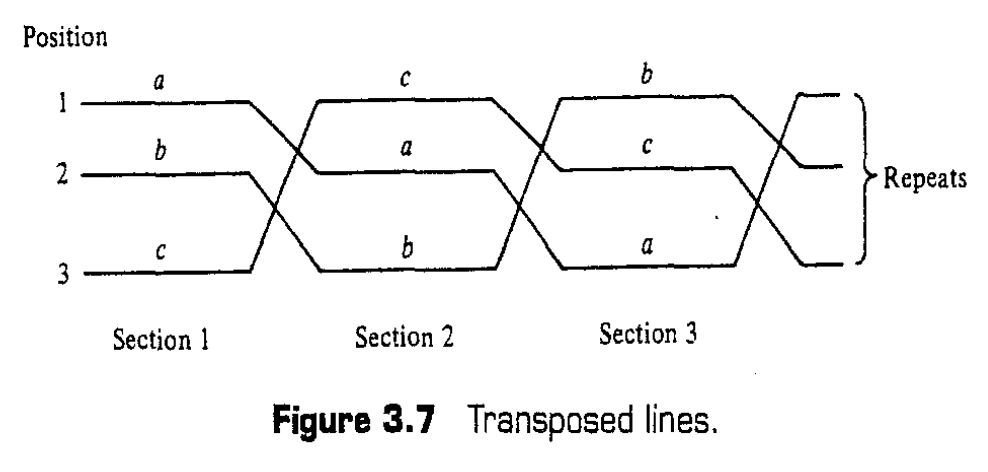 Position
1 a c b
2 b a c
Repeats
3 c b a
Section 1 Section 2 Section 3
Figure 3.7 Transposed lines.